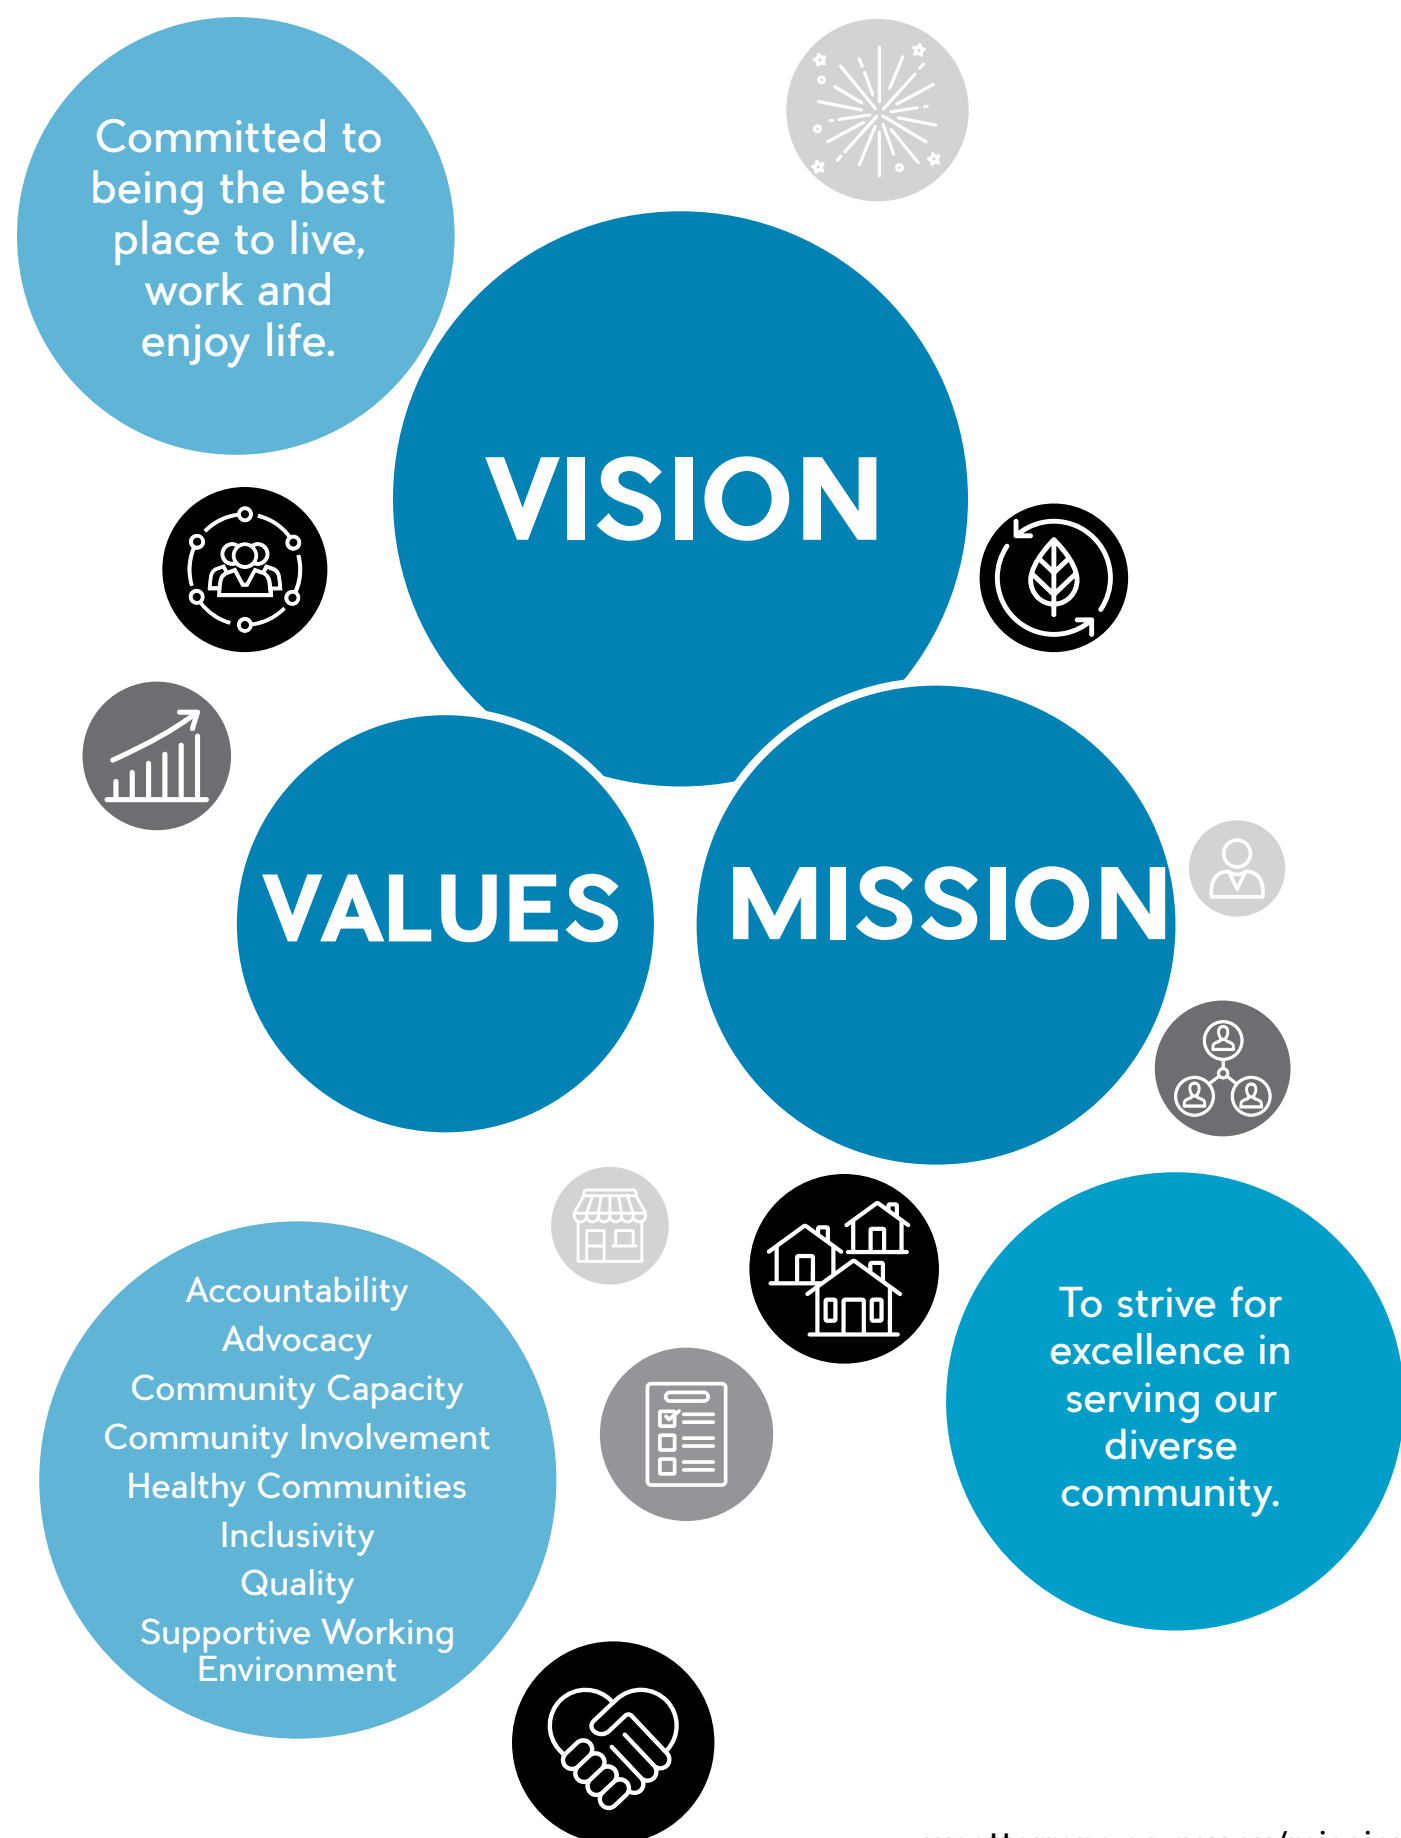 Committed to
being the best
place to live,
work and
enjoy life.
VISION
VALUES
MISSION
Accountability
Advocacy
Community Capacity
Community Involvement
Healthy Communities
Inclusivity
Quality
Supportive Working
Environment
To strive for
excellence in
serving our
diverse
community.